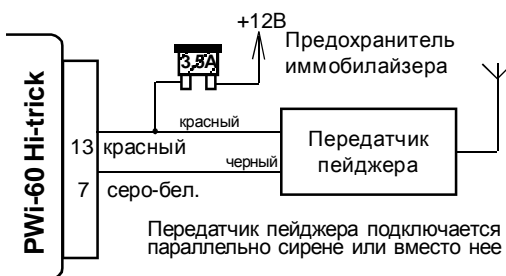 +12В
Предохранитель
иммобилайзера
3,5А
PWi-60 Hi-trick
красный
13 красный
черный
7 серо-бел.
Передатчик
пейджера
Передатчик пейджера подключается
параллельно сирене или вместо нее